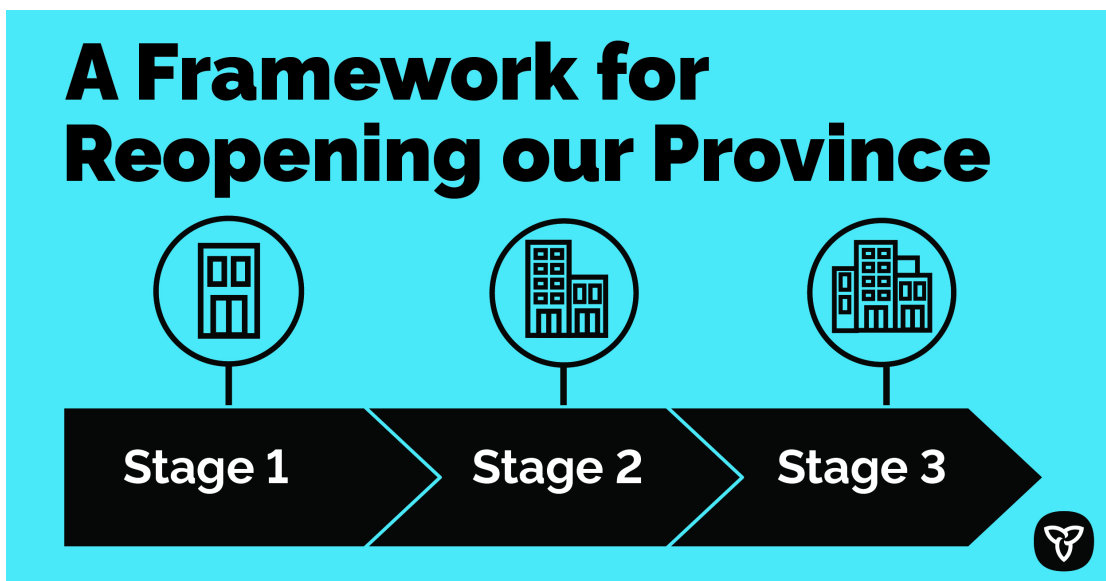 A Framework for
Reopening our Province
Stage 1
Stage 2
Stage 3